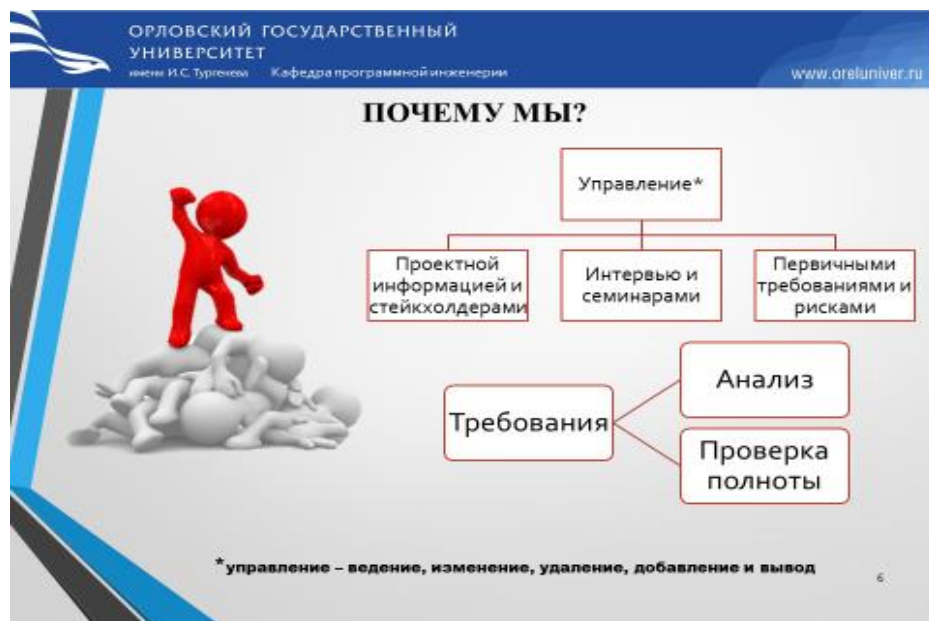 ОРЛОВСКИЙ ГОСУДАРСТВЕННЫЙ
УНИВЕРСИТЕТ
имени И.С. Тургенева Кафедра программной инженерии
www.oreluniver.ru
ПОЧЕМУ МЫ?
Управление*
Проектной
информацией и
стейкхолдерами
Интервью и
семинарами
Первичными
требованиями и
рисками
Требования
Анализ
Проверка
полноты
*управление – ведение, изменение, удаление, добавление и вывод
6